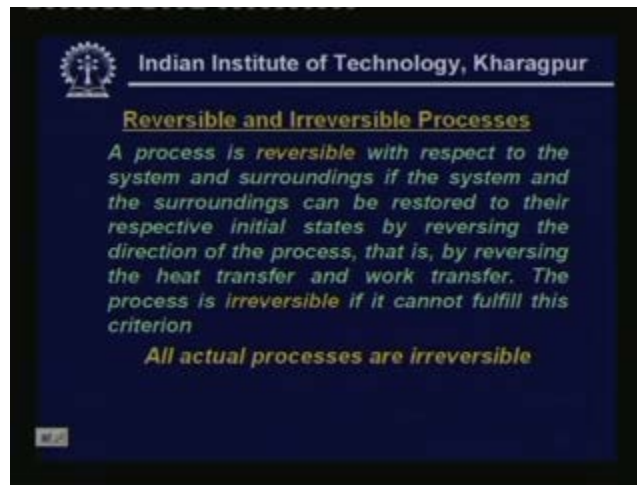 Indian Institute of Technology, Kharagpur
Reversible and Irreversible Processes
A process is reversible with respect to the
system and surroundings if the system and
the surroundings can be restored to their
respective initial states by reversing the
direction of the process, that is, by reversing
the heat transfer and work transfer. The
process is irreversible if it cannot fulfill this
criterion
All actual processes are irreversible